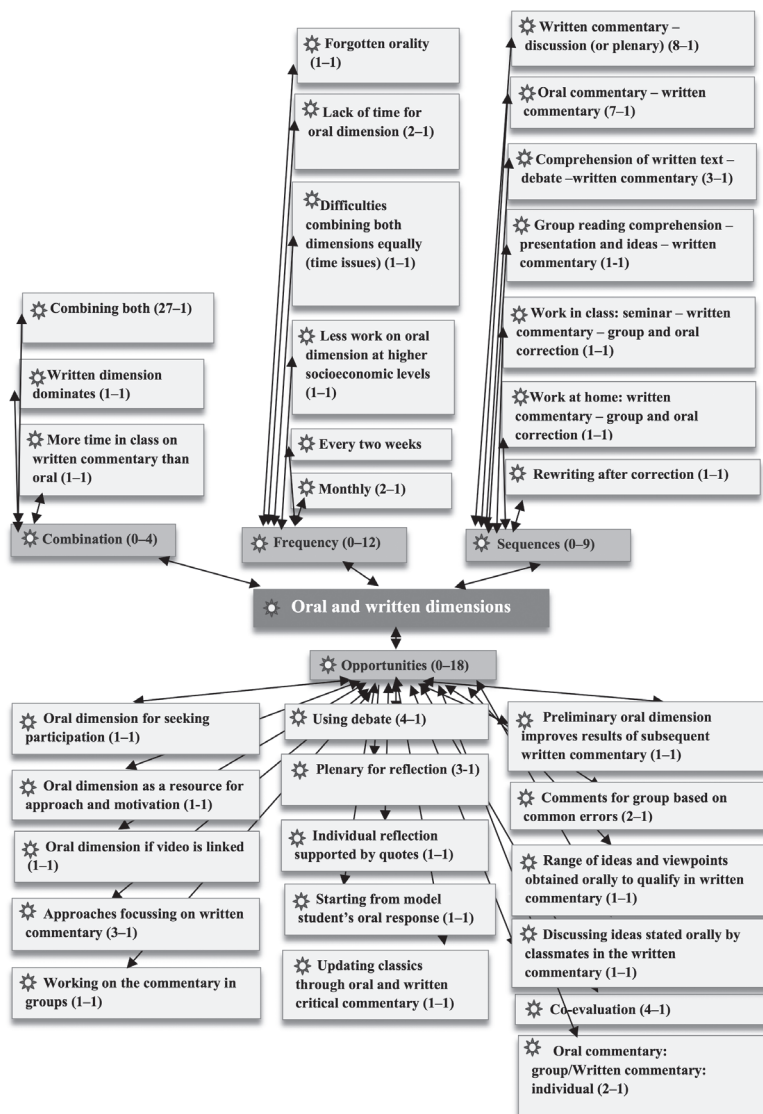 Forgotten orality
(1–1)
Lack of time for
oral dimension (2–1)
Difficulties
combining both
dimensions equally
(time issues) (1–1)
Less work on oral
dimension at higher
socioeconomic levels
(1–1)
Every two weeks
Monthly (2–1)
Written commentary –
discussion (or plenary) (8–1)
Oral commentary – written
commentary (7–1)
Comprehension of written text –
debate –written commentary (3–1)
Group reading comprehension –
presentation and ideas – written
commentary (1-1)
Work in class: seminar – written
commentary – group and oral
correction (1–1)
Work at home: written
commentary – group and oral
correction (1–1)
Rewriting after correction (1–1)
Combining both (27–1)
Written dimension
dominates (1–1)
More time in class on
written commentary than
oral (1–1)
Combination (0–4)
Frequency (0–12)
Sequences (0–9)
Oral and written dimensions
Opportunities (0–18)
Oral dimension for seeking
participation (1–1)
Oral dimension as a resource for
approach and motivation (1-1)
Oral dimension if video is linked
(1–1)
Approaches focussing on written
commentary (3–1)
Working on the commentary in
groups (1–1)
Using debate (4–1)
Plenary for reflection (3-1)
Individual reflection
supported by quotes (1–1)
Starting from model
student's oral response (1–1)
Updating classics
through oral and written
critical commentary (1–1)
Preliminary oral dimension
improves results of subsequent
written commentary (1–1)
Comments for group based on
common errors (2–1)
Range of ideas and viewpoints
obtained orally to qualify in written
commentary (1–1)
Discussing ideas stated orally by
classmates in the written
commentary (1–1)
Co-evaluation (4–1)
Oral commentary:
group/Written commentary:
individual (2–1)